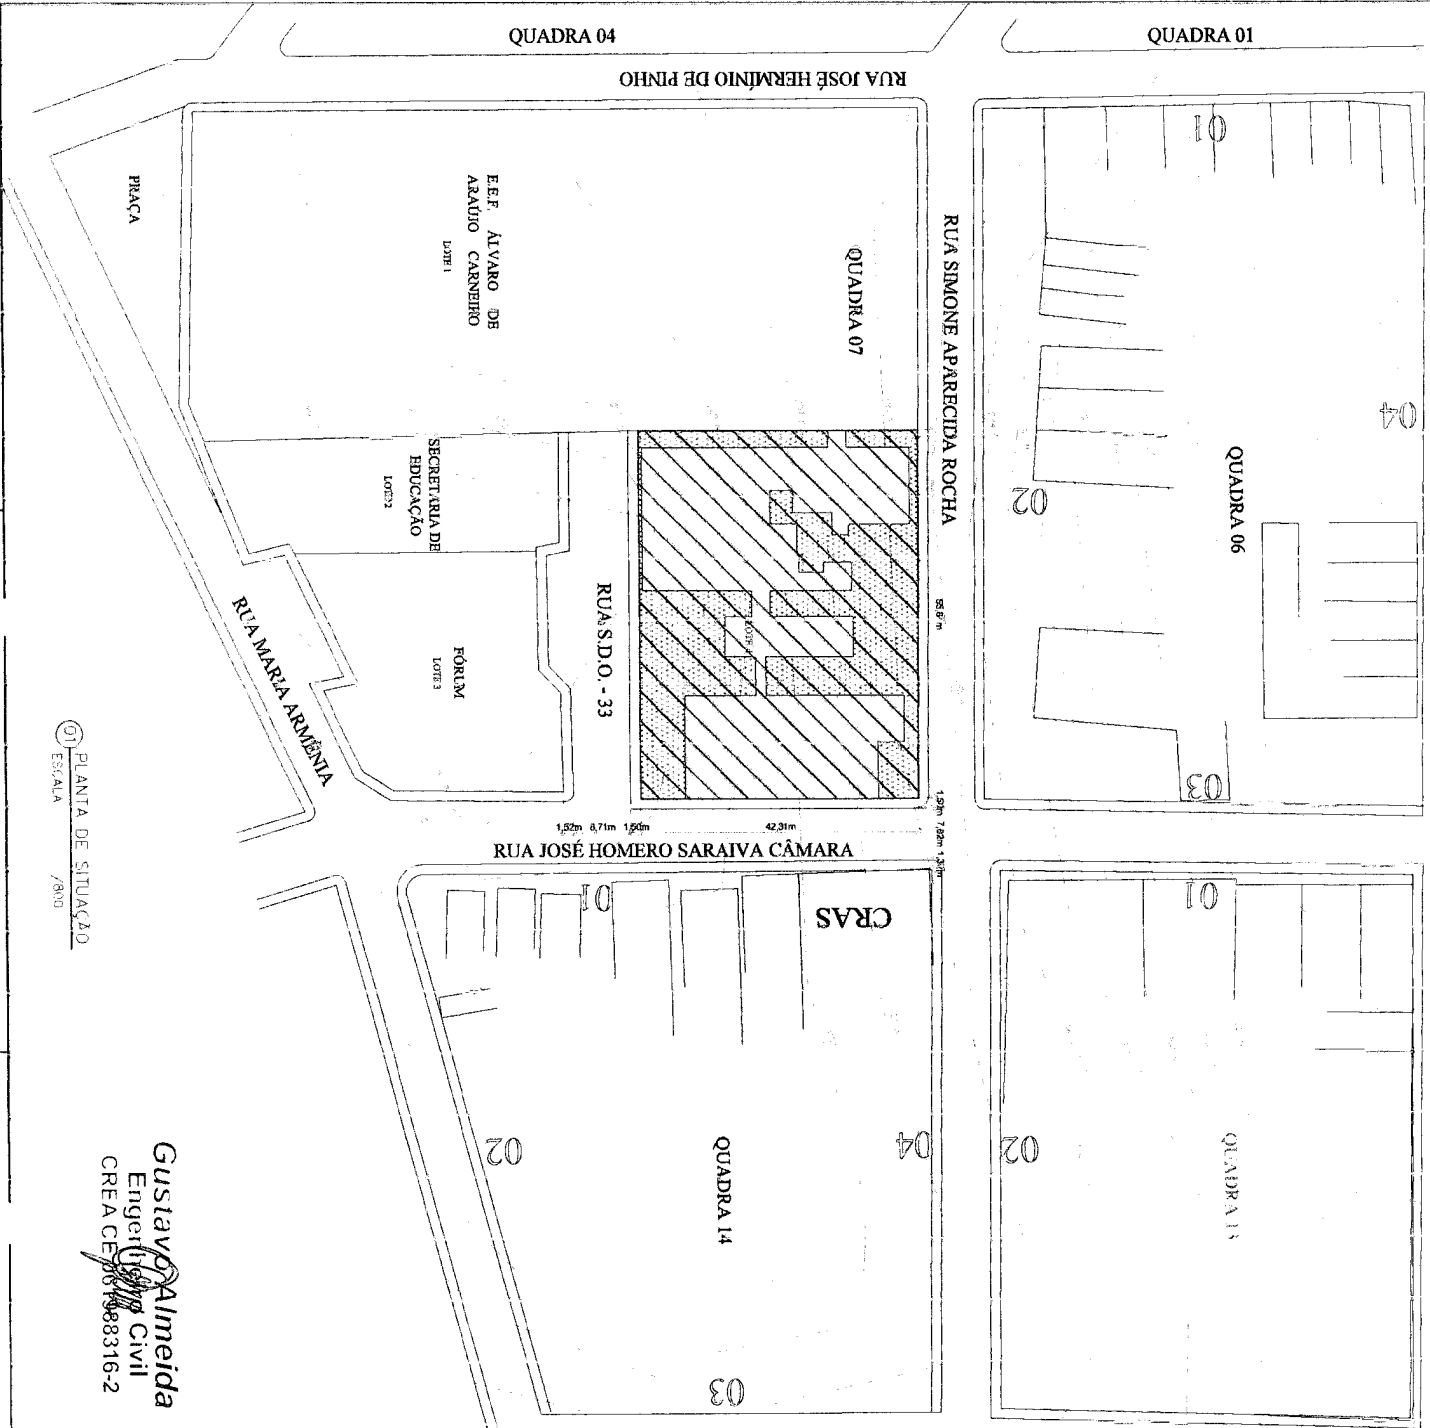 QUADRA 04
QUADRA 01
RUA JOSÉ HERMÍNIO DE PINHO
PRAÇA
E.E.F. ÁLVARO DE
ARAÚJO CARNEIRO
LOTE 1
QUADRA 07
RUA SIMONE APARECIDA ROCHA
01
04
02
QUADRA 06
03
SECRETARIA DE
EDUCAÇÃO
LOTE 2
FÓRUM
LOTE 3
RUA S.D.O. - 33
RUA MARIA ARMÊNIA
1,52m 8,71m 1,50m 42,31m
RUA JOSÉ HOMERO SARAIVA CÂMARA
01
CRAS
04
02
QUADRA 14
03
01
02
01 PLANTA DE SITUAÇÃO
ESCALA /800
Gustavo Almeida
Engenheiro Civil
CREA CE